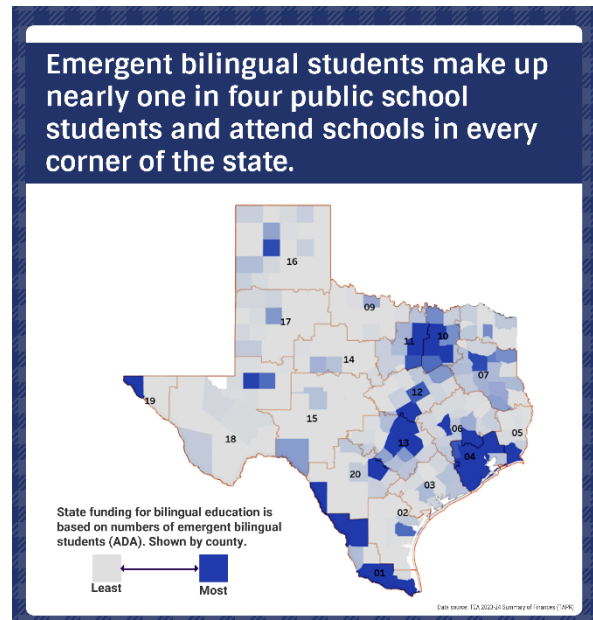 Emergent bilingual students make up
nearly one in four public school
students and attend schools in every
corner of the state.
16
09
17
11
10
14
07
19
12
15
06
05
18
13
04
20
03
02
State funding for bilingual education is
based on numbers of emergent bilingual
students (ADA). Shown by county.
01
Least
Most
Data source: TEA 2023-24 Summary of Finances (TAPR)